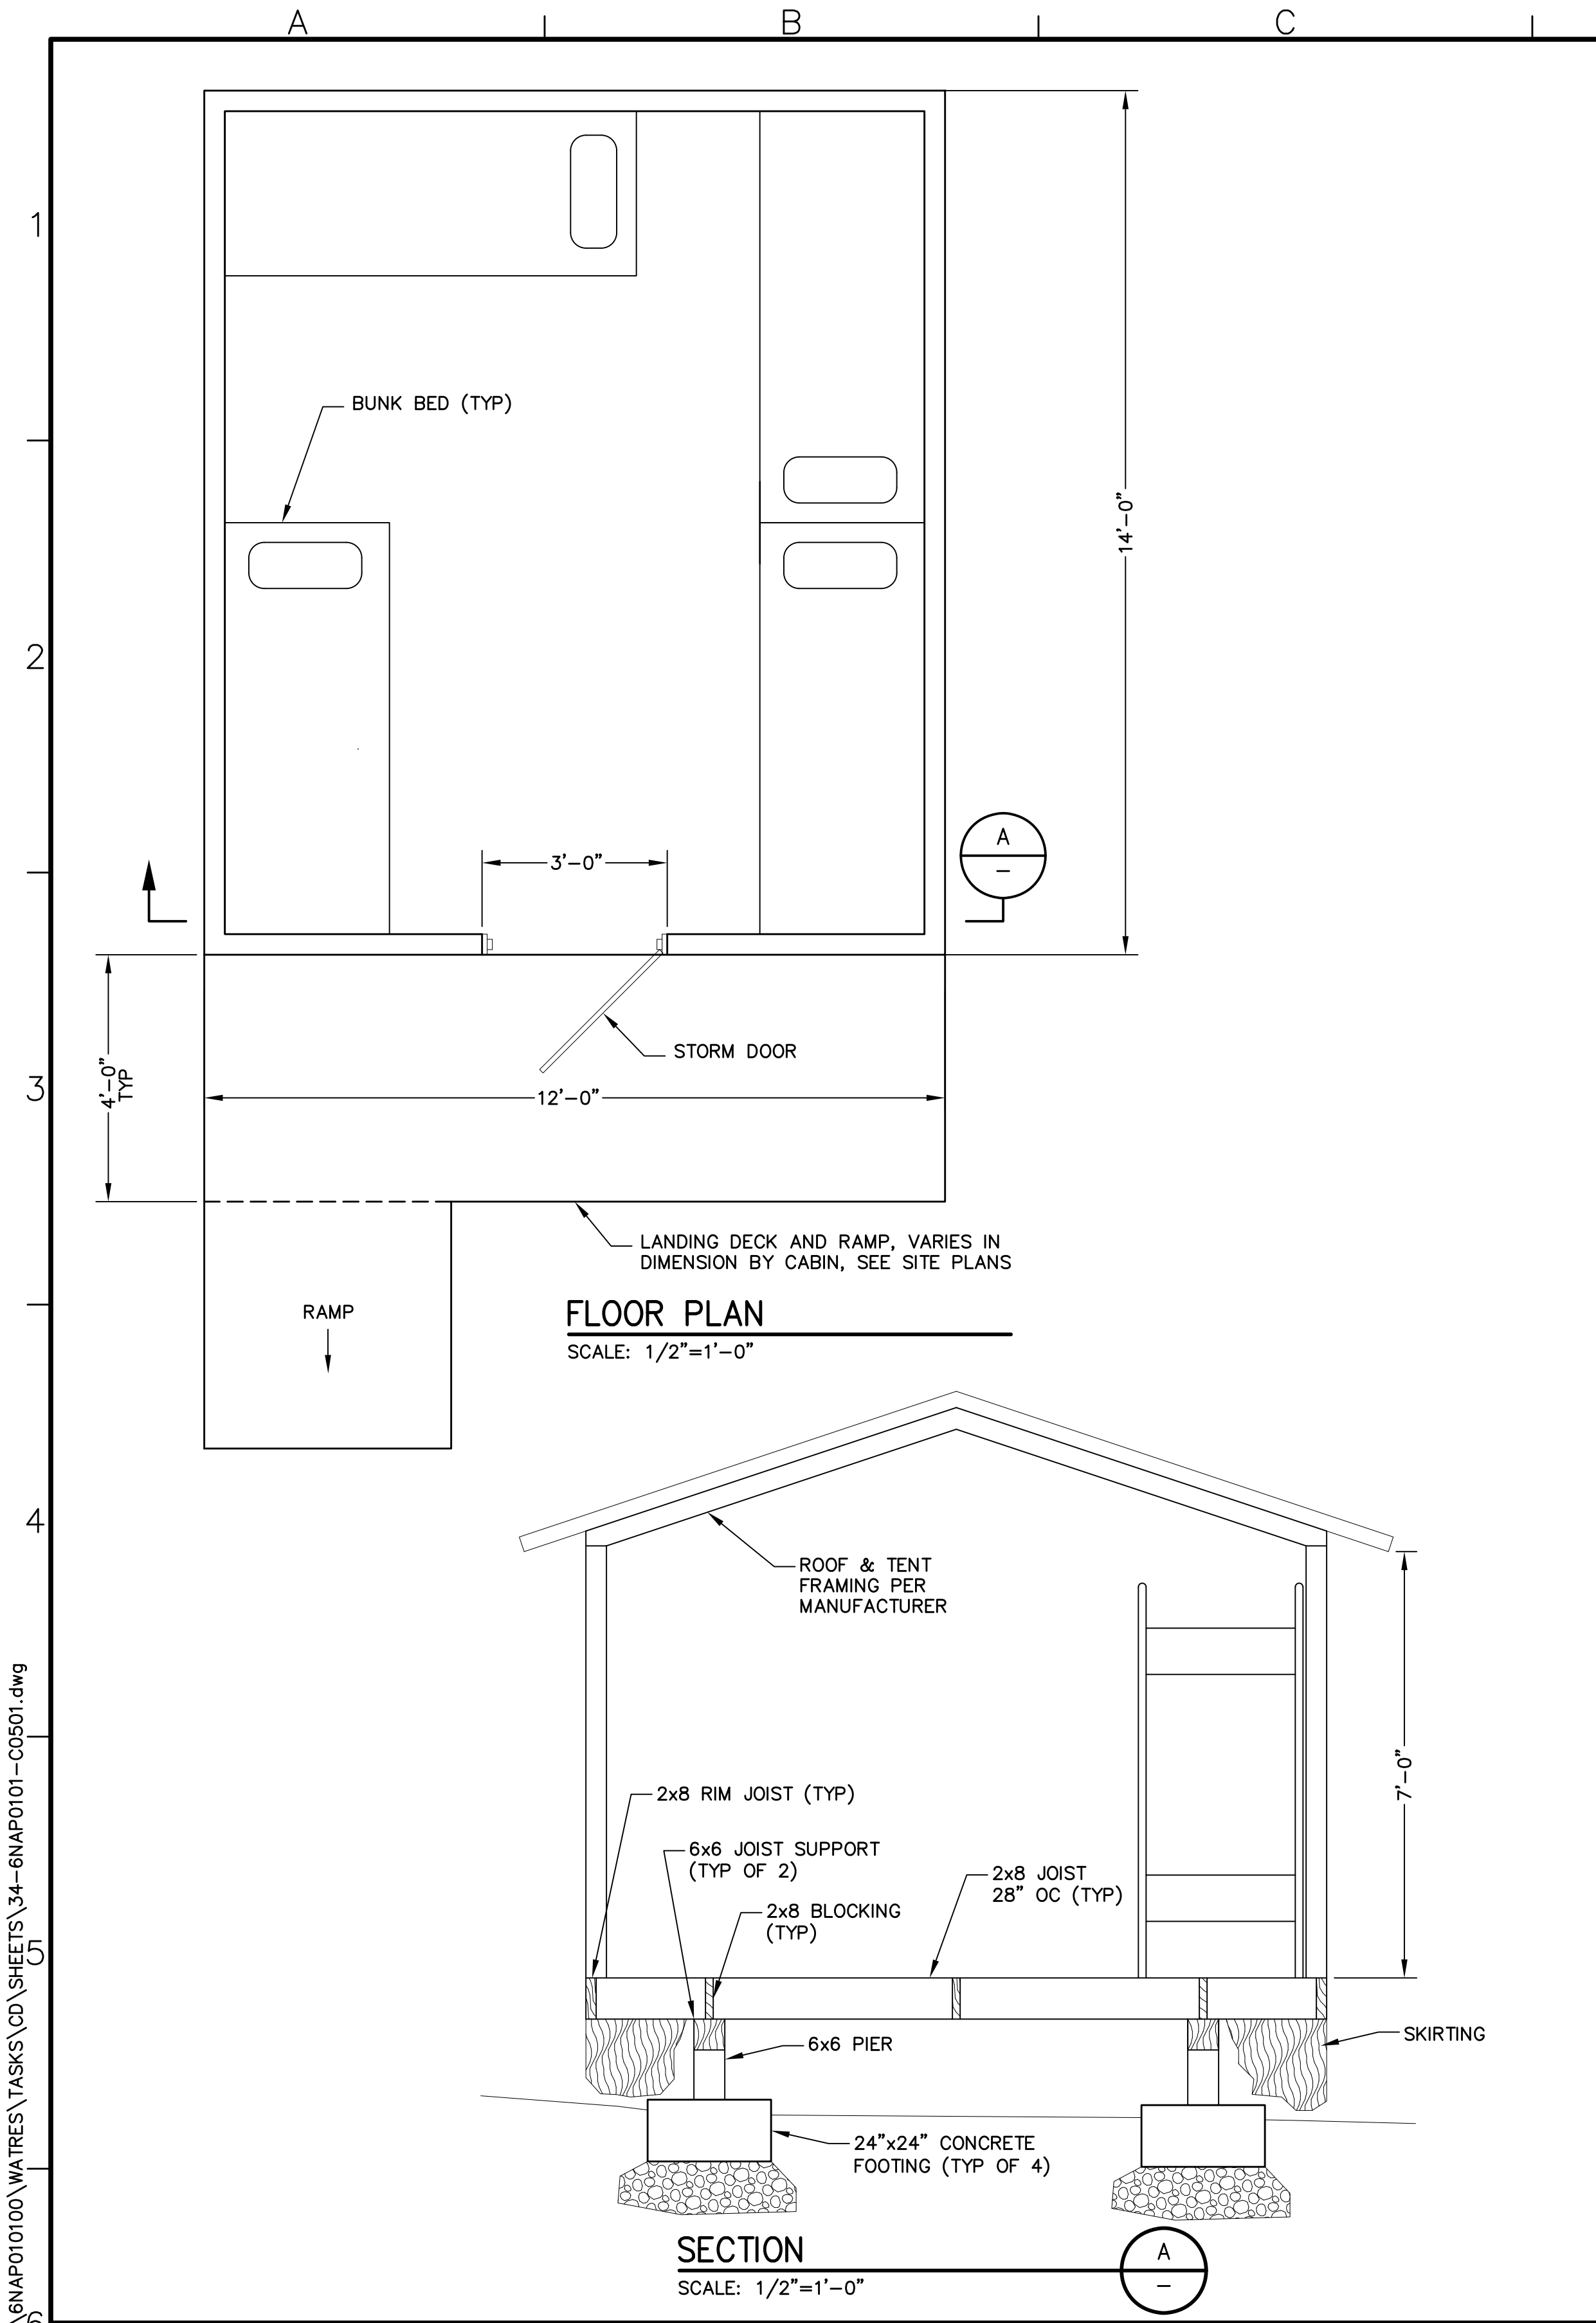 A
B
C
1
2
3
4
5
6
BUNK BED (TYP)
14'-0"
A
–
3'-0"
STORM DOOR
4'-0"
TYP
12'-0"
LANDING DECK AND RAMP, VARIES IN
DIMENSION BY CABIN, SEE SITE PLANS
RAMP
FLOOR PLAN
SCALE: 1/2"=1'-0"
ROOF & TENT
FRAMING PER
MANUFACTURER
7'-0"
2x8 RIM JOIST (TYP)
6x6 JOIST SUPPORT
(TYP OF 2)
2x8 JOIST
28" OC (TYP)
2x8 BLOCKING
(TYP)
SKIRTING
6x6 PIER
24"x24" CONCRETE
FOOTING (TYP OF 4)
SECTION
SCALE: 1/2"=1'-0"
A
–
\6NAP010100\WATRES\TASKS\CD\SHEETS\34-6NAP0101-C0501.dwg